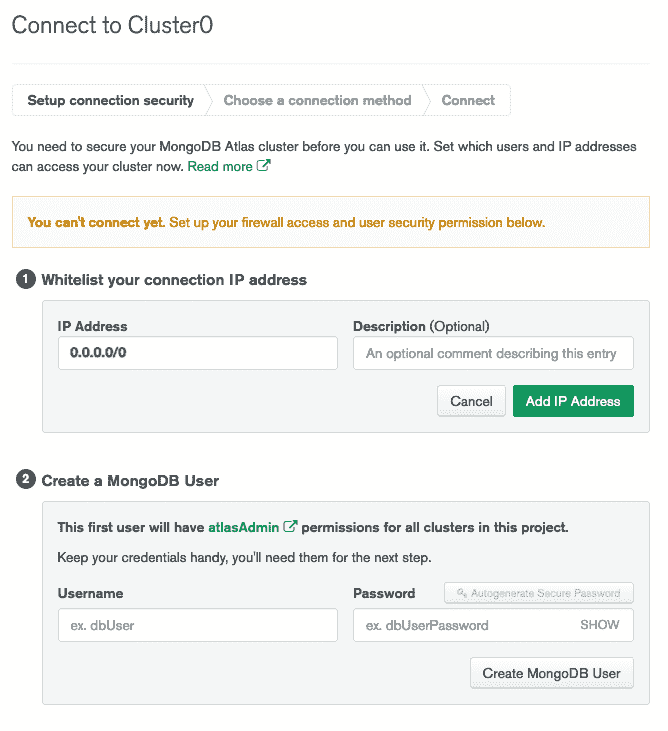 Connect to Cluster0
Setup connection security
Choose a connection method
Connect
You need to secure your MongoDB Atlas cluster before you can use it. Set which users and IP addresses
can access your cluster now. Read more
You can't connect yet. Set up your firewall access and user security permission below.
1 Whitelist your connection IP address
IP Address
Description (Optional)
0.0.0.0/0
An optional comment describing this entry
Cancel
Add IP Address
2 Create a MongoDB User
This first user will have atlasAdmin permissions for all clusters in this project.
Keep your credentials handy, you'll need them for the next step.
Username
Password
Autogenerate Secure Password
ex. dbUser
ex. dbUserPassword
SHOW
Create MongoDB User